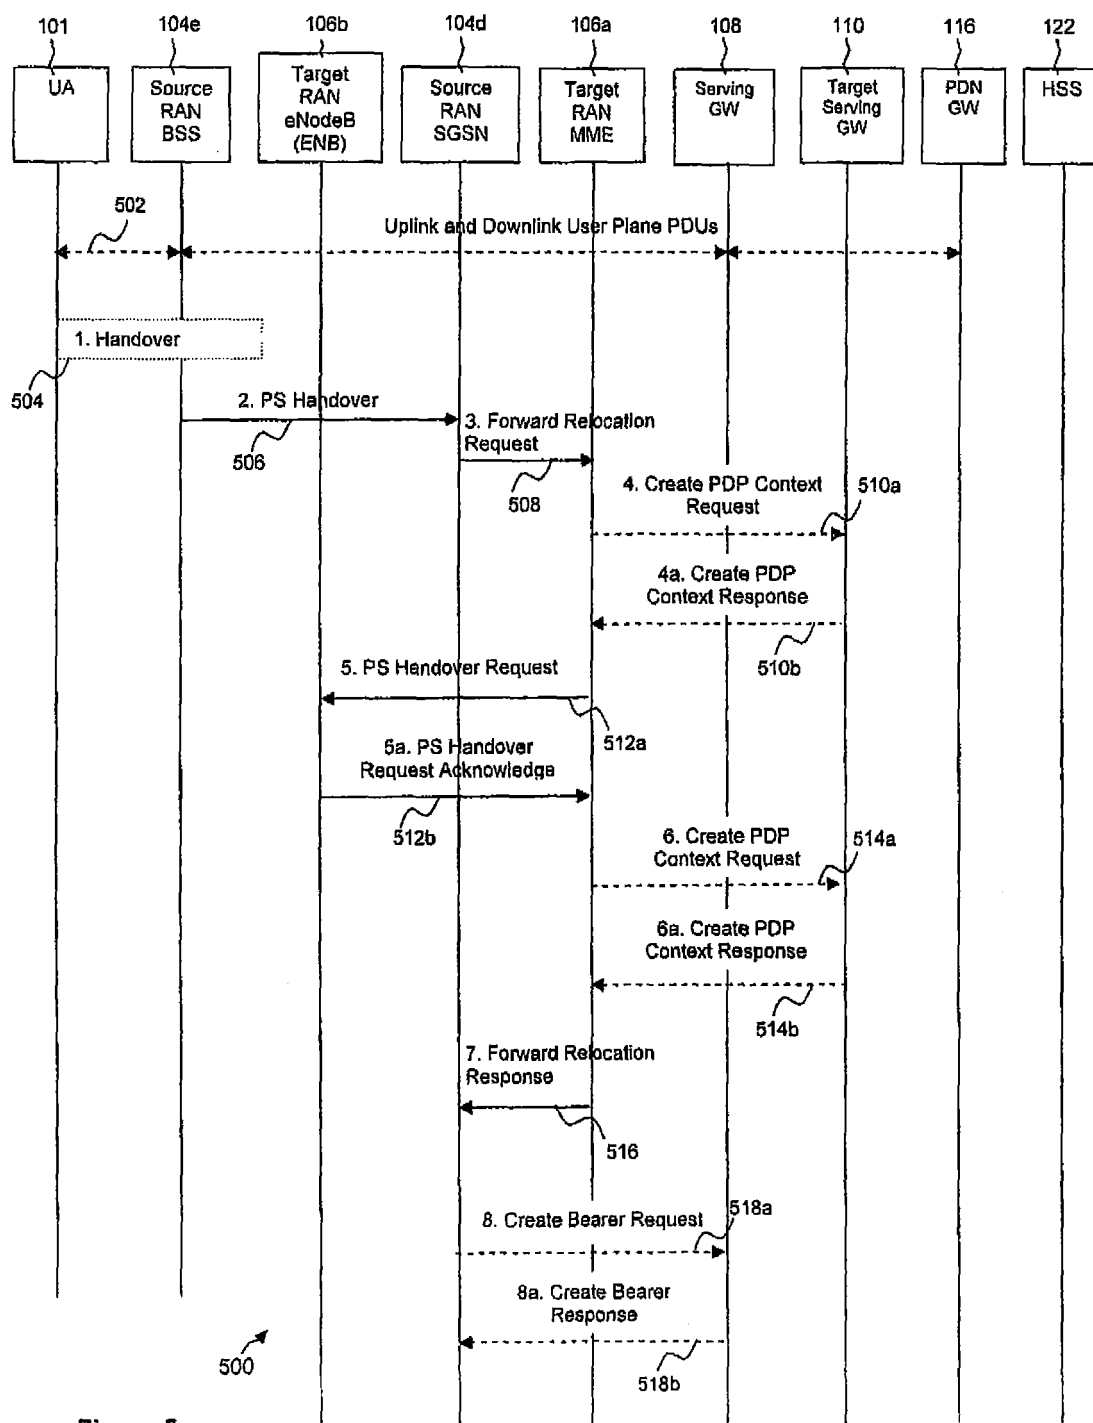 101
104e
106b
104d
106a
108
110
116
122
UA
Source
RAN
BSS
Target
RAN
eNodeB
(ENB)
Source
RAN
SGSN
Target
RAN
MME
Serving
GW
Target
Serving
GW
PDN
GW
HSS
502
Uplink and Downlink User Plane PDUs
1. Handover
504
2. PS Handover
506
3. Forward Relocation
Request
508
4. Create PDP Context
Request
510a
4a. Create PDP
Context Response
510b
5. PS Handover Request
512a
5a. PS Handover
Request Acknowledge
512b
6. Create PDP
Context Request
514a
6a. Create PDP
Context Response
514b
7. Forward Relocation
Response
516
8. Create Bearer Request
518a
8a. Create Bearer
Response
518b
500